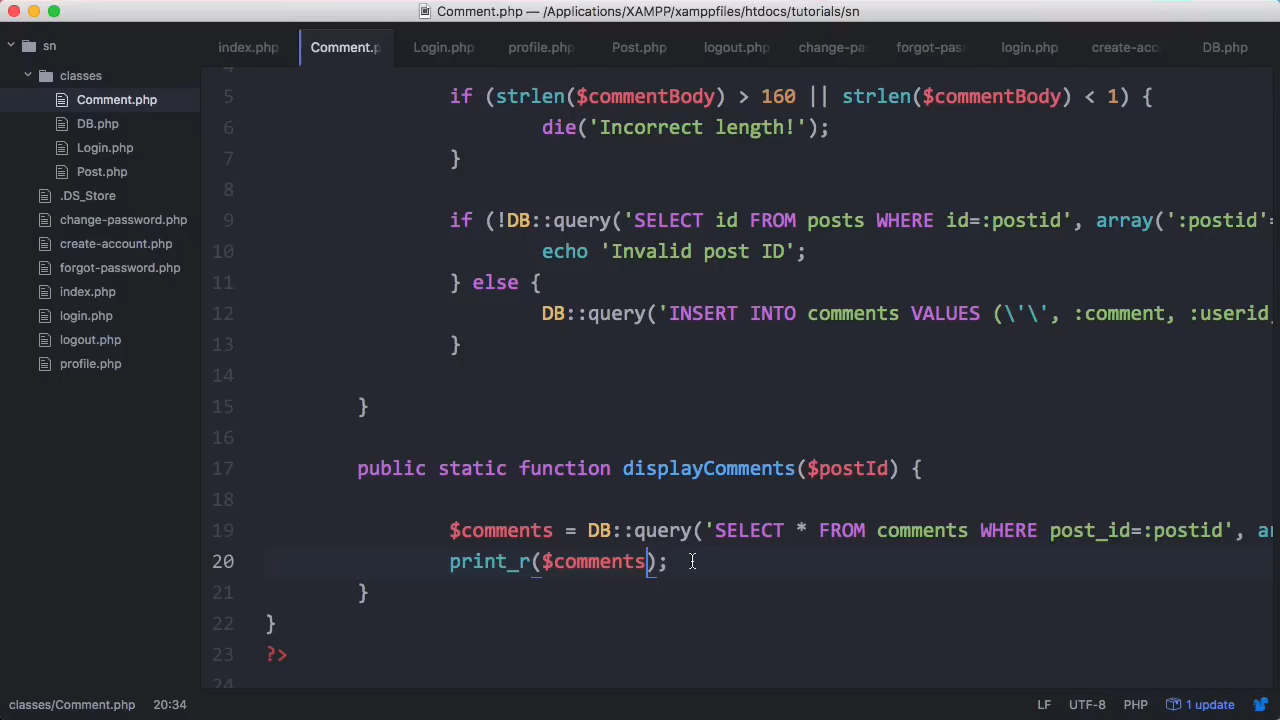 Comment.php — /Applications/XAMPP/xamppfiles/htdocs/tutorials/sn
sn
classes
Comment.php
DB.php
Login.php
Post.php
.DS_Store
change-password.php
create-account.php
forgot-password.php
index.php
login.php
logout.php
profile.php
index.php Comment.p Login.php profile.php Post.php logout.php change-pa forgot-pas login.php create-acc DB.php
4
5 if (strlen($commentBody) > 160 || strlen($commentBody) < 1) {
6 die('Incorrect length!');
7 }
8
9 if (!DB::query('SELECT id FROM posts WHERE id=:postid', array(':postid'=
10 echo 'Invalid post ID';
11 } else {
12 DB::query('INSERT INTO comments VALUES (\'\', :comment, :userid,
13 }
14
15 }
16
17 public static function displayComments($postId) {
18
19 $comments = DB::query('SELECT * FROM comments WHERE post_id=:postid', ar
20 print_r($comments);
21 }
22 }
23 ?>
24
classes/Comment.php 20:34 LF UTF-8 PHP 1 update